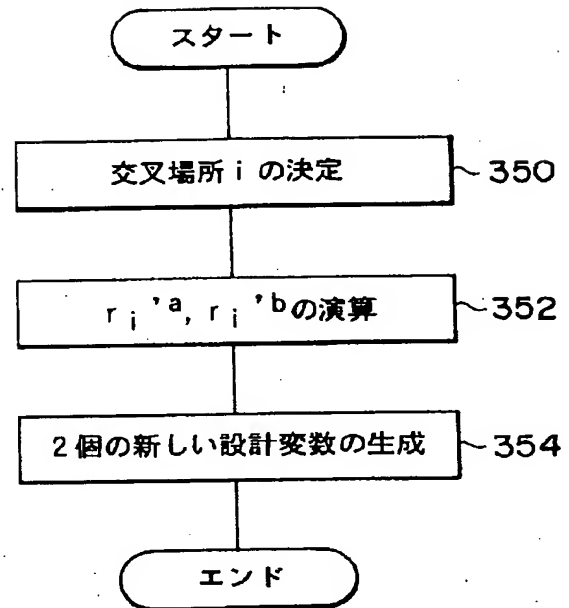 スタート
交叉場所 i の決定 ~ 350
r i 'a, r i 'b の演算 ~ 352
2個の新しい設計変数の生成 ~ 354
エンド